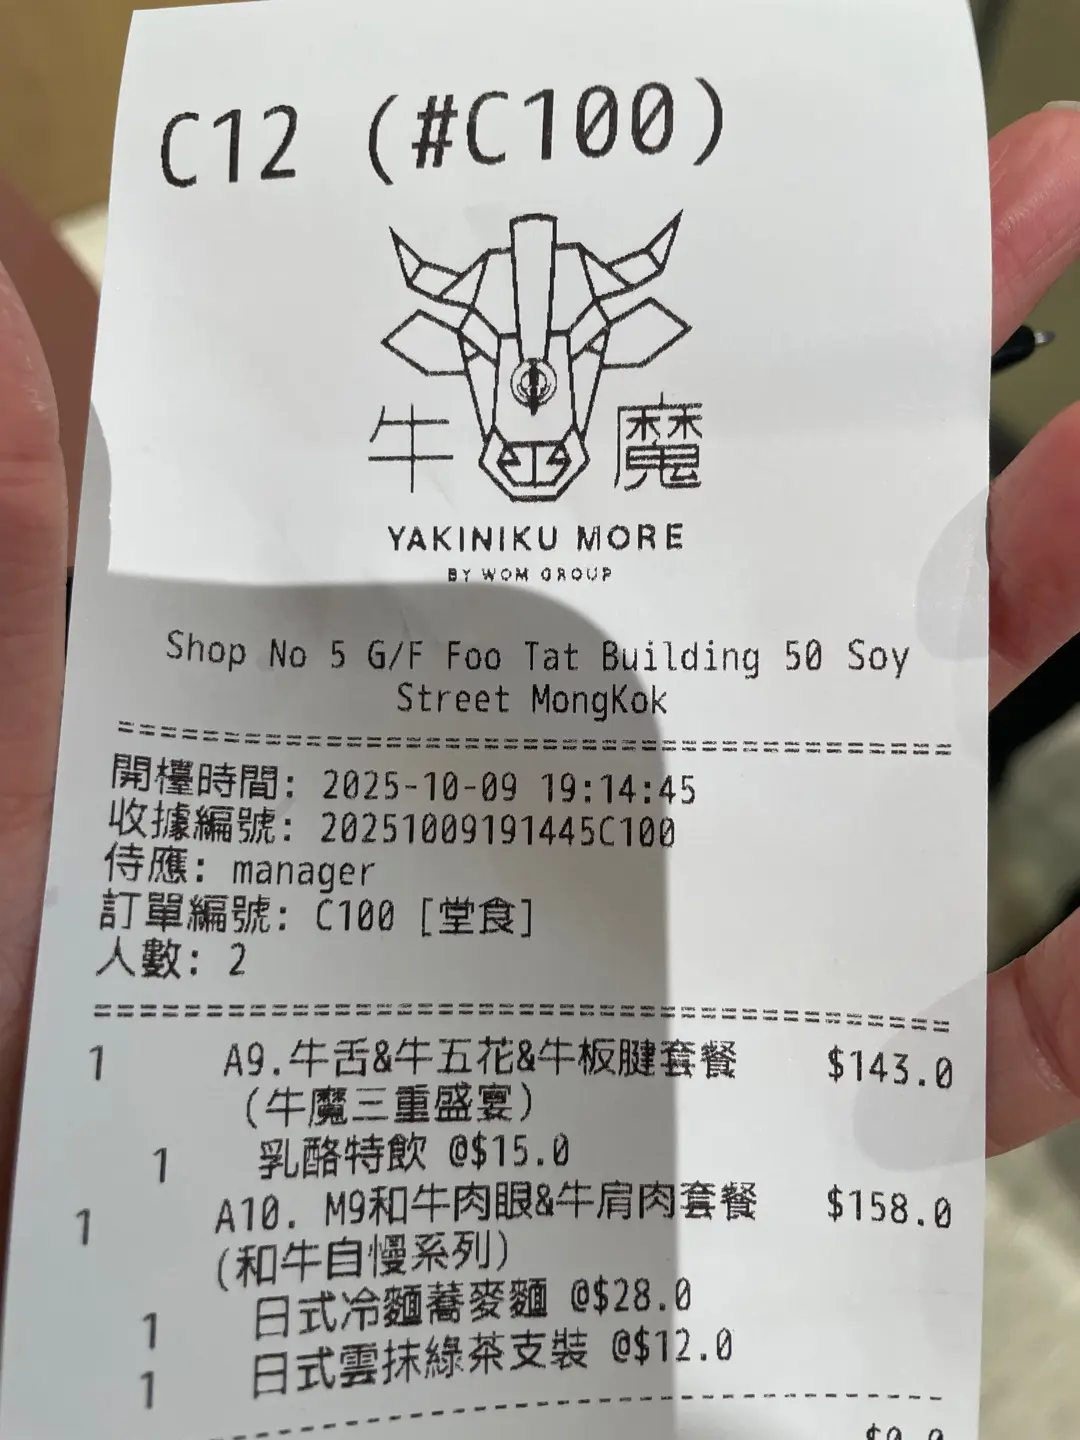 C12 (#C100)
牛 魔
YAKINIKU MORE
BY WOM GROUP
Shop No 5 G/F Foo Tat Building 50 Soy
Street MongKok
開檯時間: 2025-10-09 19:14:45
收據編號: 20251009191445C100
侍應: manager
訂單編號: C100 [堂食]
人數: 2
1 A9.牛舌&牛五花&牛板腱套餐 $143.0
(牛魔三重盛宴)
1 乳酪特飲 @$15.0
1 A10. M9和牛肉眼&牛肩肉套餐 $158.0
(和牛自慢系列)
1 日式冷麵蕎麥麵 @$28.0
1 日式雲抹綠茶支裝 @$12.0